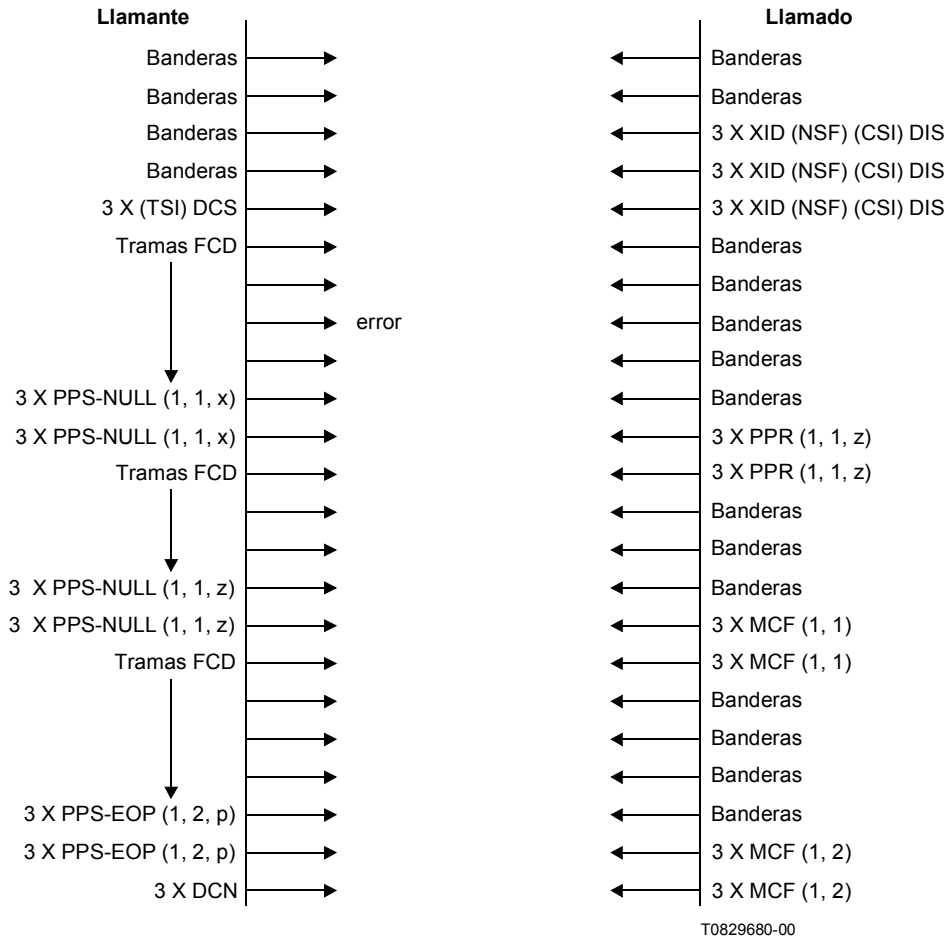 Llamante Llamado
Banderas Banderas
Banderas Banderas
Banderas 3 X XID (NSF) (CSI) DIS
Banderas 3 X XID (NSF) (CSI) DIS
3 X (TSI) DCS 3 X XID (NSF) (CSI) DIS
Tramas FCD Banderas
Banderas
error Banderas
Banderas
3 X PPS-NULL (1, 1, x) Banderas
3 X PPS-NULL (1, 1, x) 3 X PPR (1, 1, z)
Tramas FCD 3 X PPR (1, 1, z)
Banderas
Banderas
3 X PPS-NULL (1, 1, z) Banderas
3 X PPS-NULL (1, 1, z) 3 X MCF (1, 1)
Tramas FCD 3 X MCF (1, 1)
Banderas
Banderas
Banderas
3 X PPS-EOP (1, 2, p) Banderas
3 X PPS-EOP (1, 2, p) 3 X MCF (1, 2)
3 X DCN 3 X MCF (1, 2)
T0829680-00